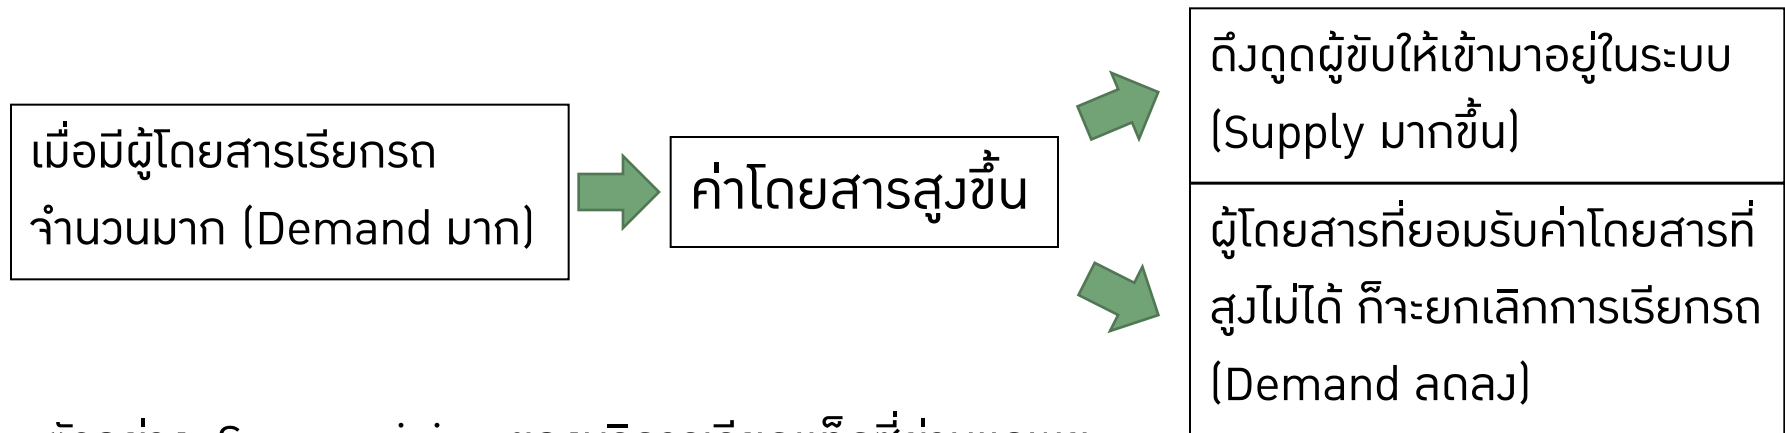 เมื่อมีผู้โดยสารเรียกรถ
จำนวนมาก (Demand มาก)
ค่าโดยสารสูงขึ้น
ดึงดูดผู้ขับให้เข้ามาอยู่ในระบบ
(Supply มากขึ้น)
ผู้โดยสารที่ยอมรับค่าโดยสารที่
สูงไม่ได้ ก็จะยกเลิกการเรียกรถ
(Demand ลดลง)